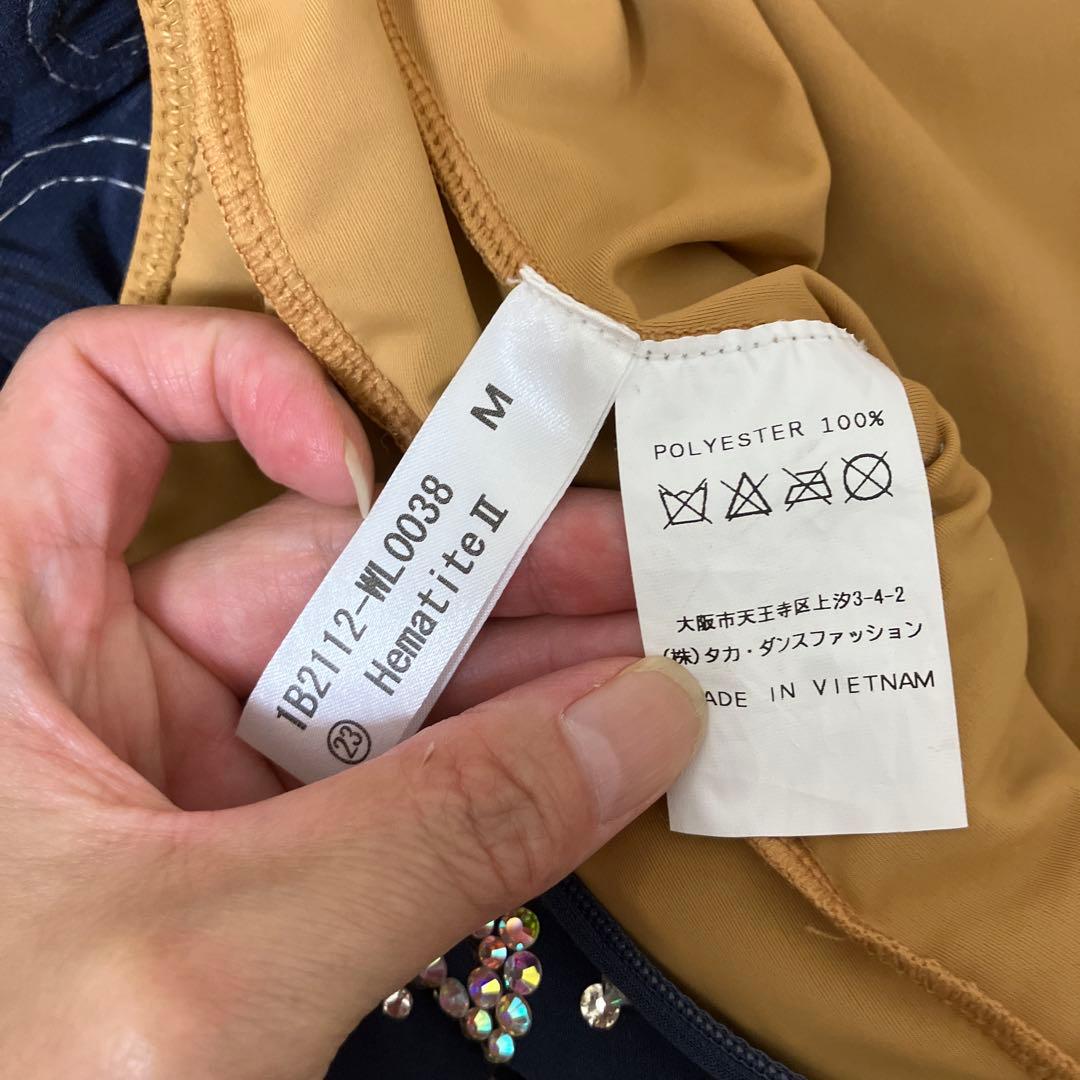 M
1B2112-WL0038
HematiteⅡ
㉓
POLYESTER 100%
大阪市天王寺区上汐3-4-2
(株)タカ・ダンスファッション
ADE IN VIETNAM